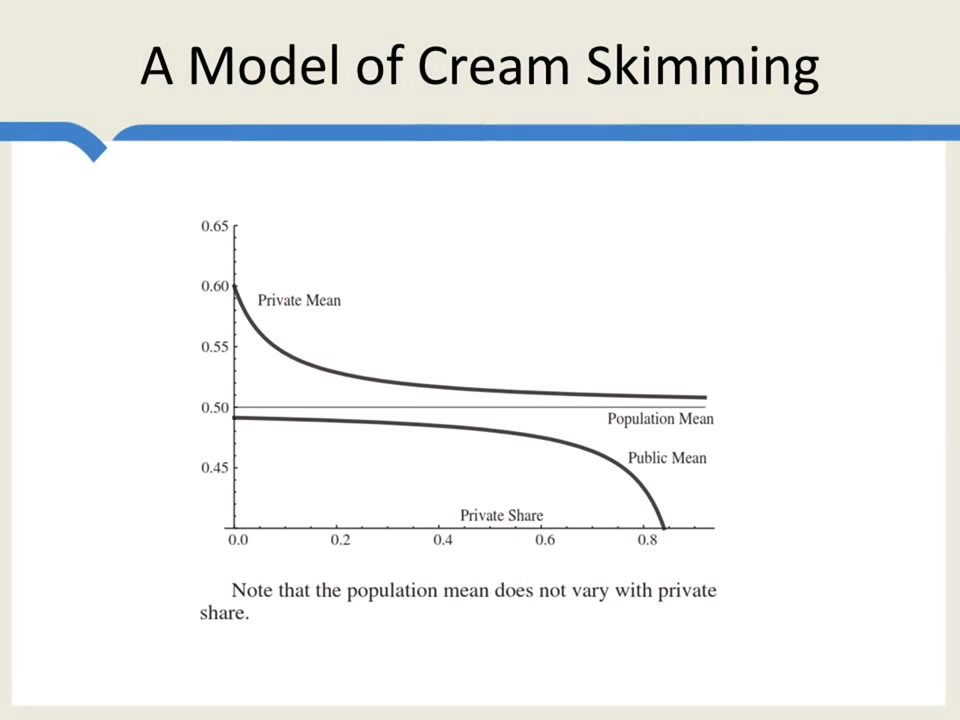 A Model of Cream Skimming
0.65
0.60
Private Mean
0.55
0.50
Population Mean
Public Mean
0.45
Private Share
0.0 0.2 0.4 0.6 0.8
Note that the population mean does not vary with private
share.